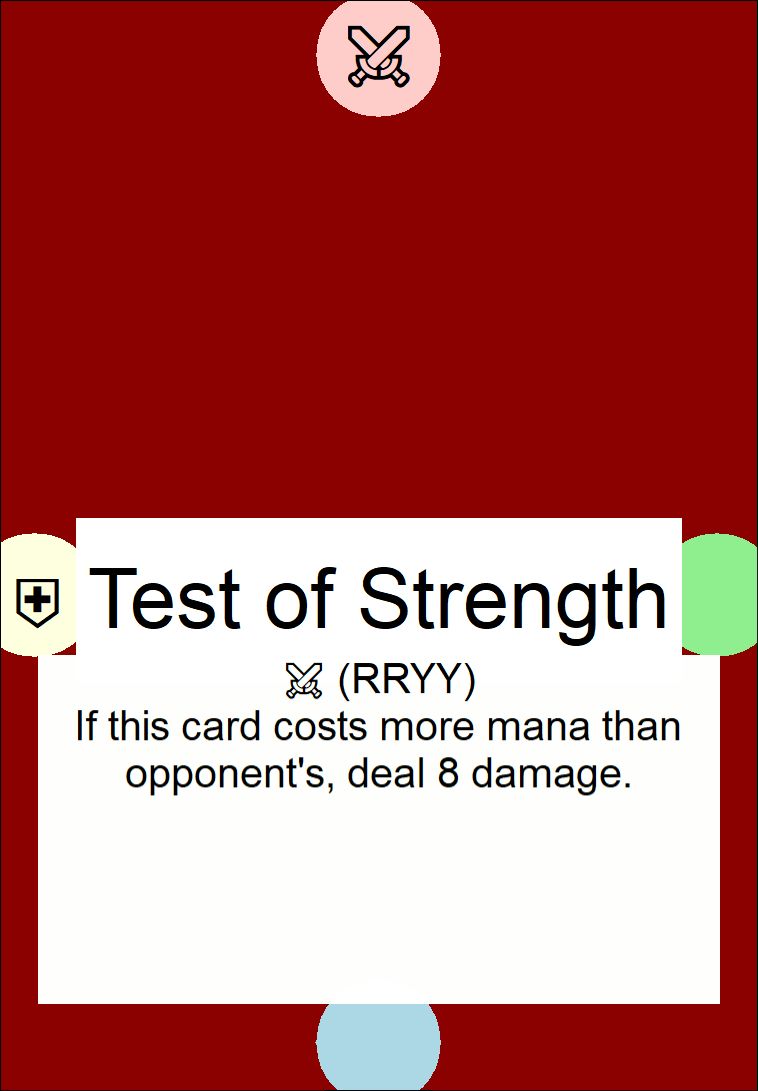 Test of Strength
⚔ (RRYY)
If this card costs more mana than
opponent's, deal 8 damage.